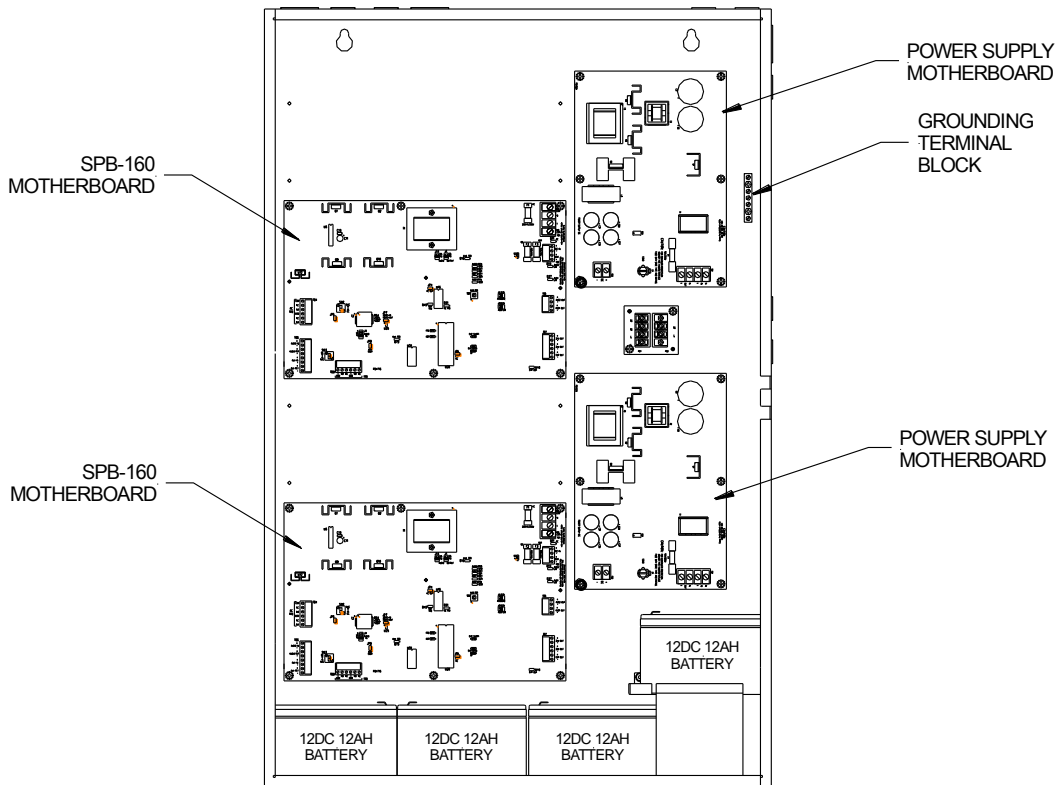 POWER SUPPLY
MOTHERBOARD
GROUNDING
TERMINAL
BLOCK
SPB-160
MOTHERBOARD
POWER SUPPLY
MOTHERBOARD
SPB-160
MOTHERBOARD
12DC 12AH
BATTERY
12DC 12AH
BATTERY
12DC 12AH
BATTERY
12DC 12AH
BATTERY